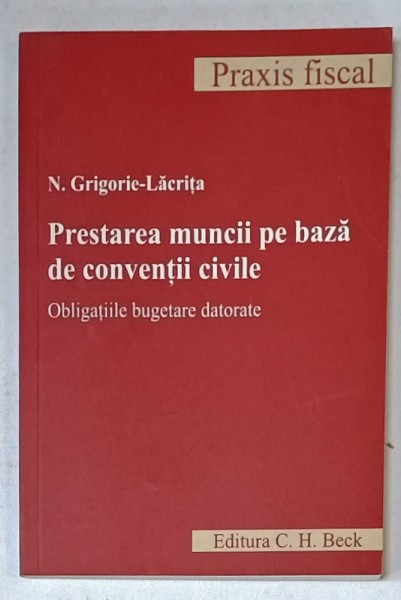 Praxis fiscal
N. Grigorie-Lăcrița
Prestarea muncii pe bază
de convenții civile
Obligațiile bugetare datorate
Editura C. H. Beck